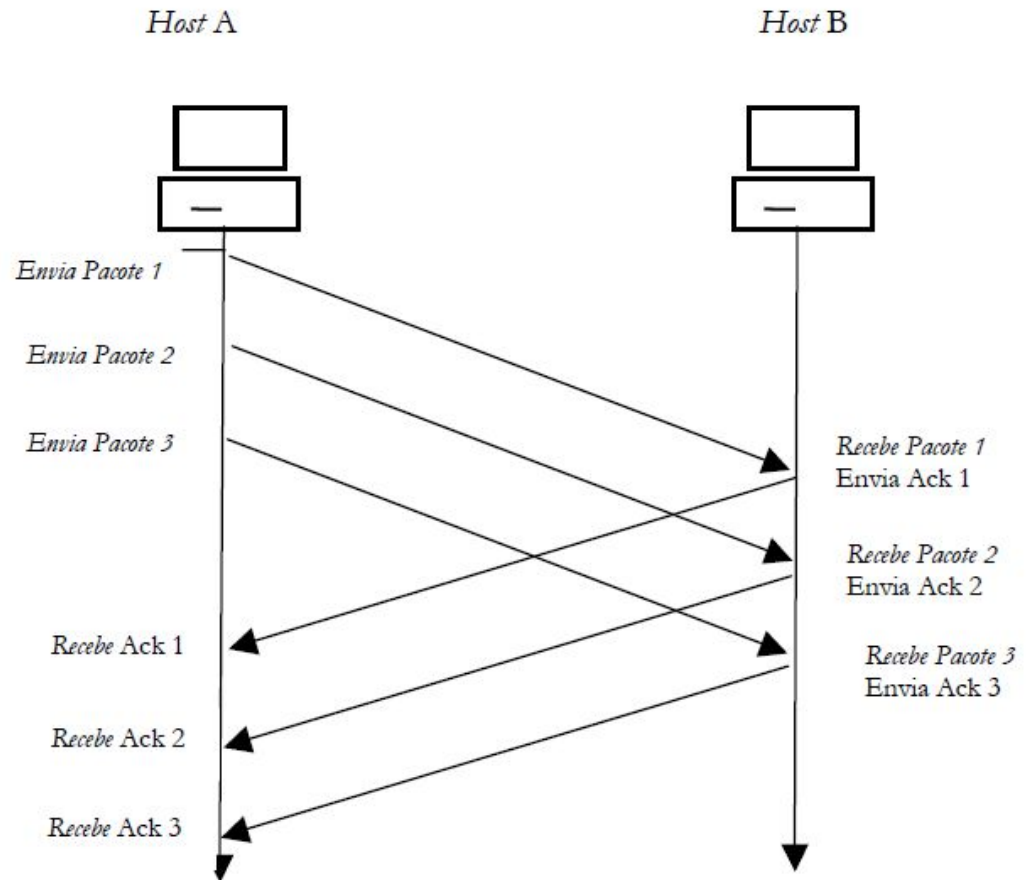 Host A
Host B
Envia Pacote 1
Envia Pacote 2
Envia Pacote 3
Recebe Pacote 1
Envia Ack 1
Recebe Pacote 2
Envia Ack 2
Recebe Pacote 3
Envia Ack 3
Recebe Ack 1
Recebe Ack 2
Recebe Ack 3